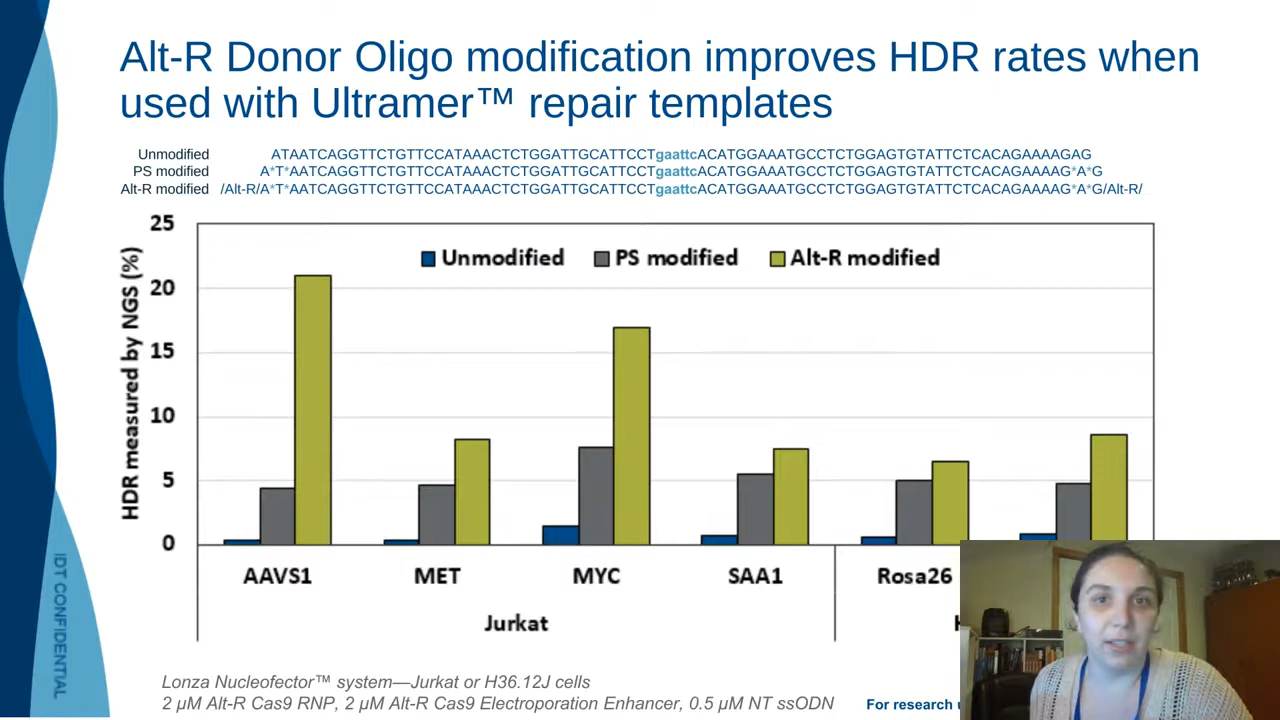 Alt-R Donor Oligo modification improves HDR rates when
used with Ultramer™ repair templates
Unmodified ATAATCAGGTTCTGTTCCATAAACTCTGGATTGCATTCCTgaattcACATGGAAATGCCTCTGGAGTGTATTCTCACAGAAAAGAG
PS modified A*T*AATCAGGTTCTGTTCCATAAACTCTGGATTGCATTCCTgaattcACATGGAAATGCCTCTGGAGTGTATTCTCACAGAAAAG*A*G
Alt-R modified /Alt-R/A*T*AATCAGGTTCTGTTCCATAAACTCTGGATTGCATTCCTgaattcACATGGAAATGCCTCTGGAGTGTATTCTCACAGAAAAG*A*G/Alt-R/
HDR measured by NGS (%)
25
Unmodified PS modified Alt-R modified
20
15
10
5
0
AAVS1 MET MYC SAA1 Rosa26
Jurkat
IDT CONFIDENTIAL
Lonza Nucleofector™ system—Jurkat or H36.12J cells
2 µM Alt-R Cas9 RNP, 2 µM Alt-R Cas9 Electroporation Enhancer, 0.5 µM NT ssODN
For research